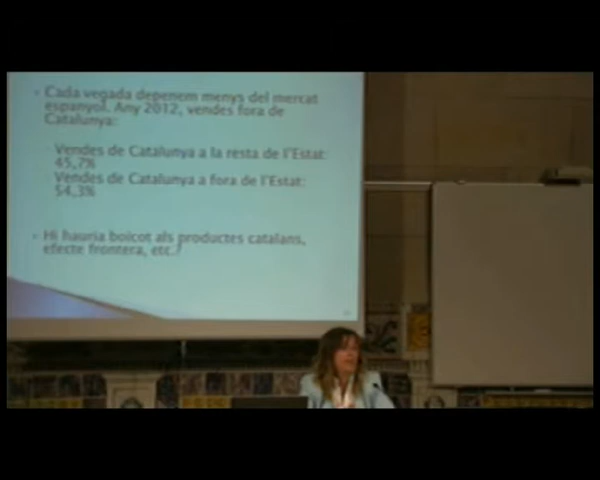 Cada vegada depenem menys del mercat
espanyol. Any 2012, vendes fora de
Catalunya:
Vendes de Catalunya a la resta de l'Estat:
45,7%
Vendes de Catalunya a fora de l'Estat:
54,3%
Hi hauria boicot als productes catalans,
efecte frontera, etc.?